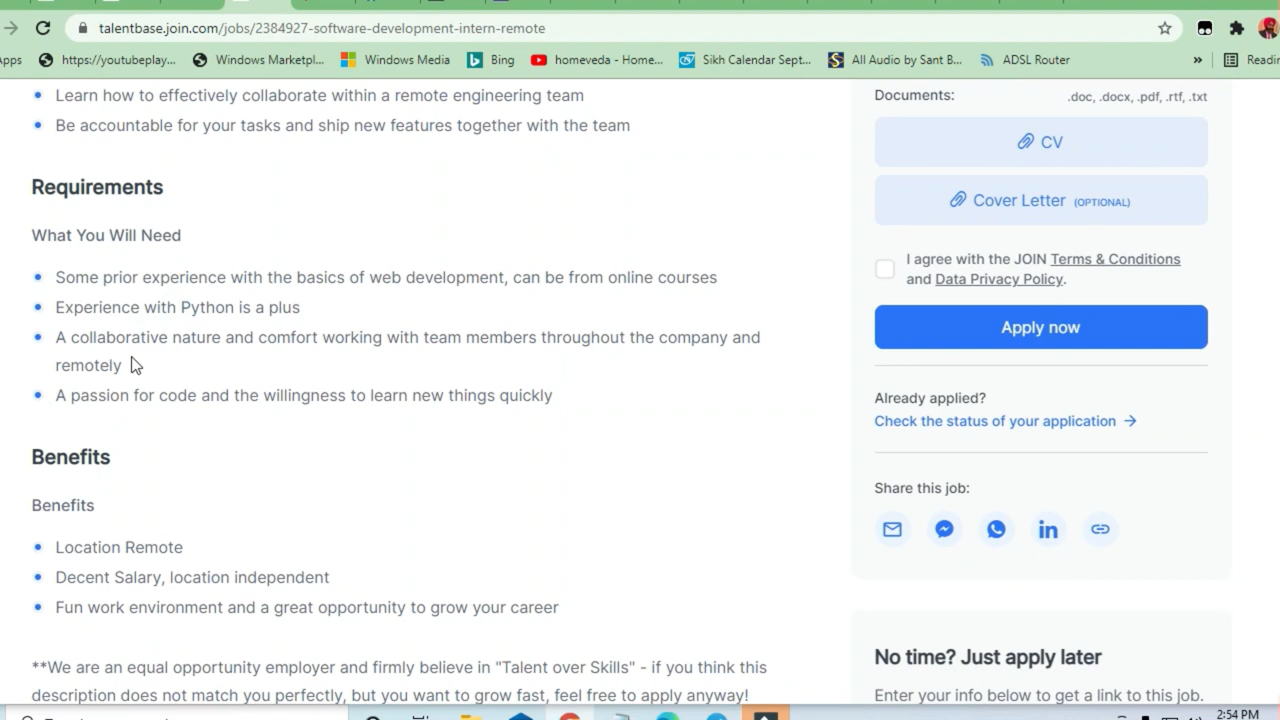 talentbase.join.com/jobs/2384927-software-development-intern-remote
Apps
https://youtubeplay...
Windows Marketpl...
Windows Media
Bing
homeveda - Home...
Sikh Calendar Sept...
All Audio by Sant B...
ADSL Router
»
Learn how to effectively collaborate within a remote engineering team
Be accountable for your tasks and ship new features together with the team
Requirements
What You Will Need
Some prior experience with the basics of web development, can be from online courses
Experience with Python is a plus
A collaborative nature and comfort working with team members throughout the company and
remotely
A passion for code and the willingness to learn new things quickly
Benefits
Benefits
Location Remote
Decent Salary, location independent
Fun work environment and a great opportunity to grow your career
**We are an equal opportunity employer and firmly believe in "Talent over Skills" - if you think this
description does not match you perfectly, but you want to grow fast, feel free to apply anyway!
Documents:
.doc, .docx, .pdf, .rtf, .txt
CV
Cover Letter (OPTIONAL)
I agree with the JOIN Terms & Conditions
and Data Privacy Policy.
Apply now
Already applied?
Check the status of your application →
Share this job:
No time? Just apply later
Enter your info below to get a link to this job.
2:54 PM